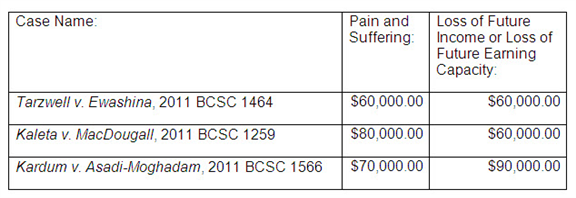 Case Name: Pain and Suffering: Loss of Future Income or Loss of Future Earning Capacity:
Tarzwell v. Ewashina, 2011 BCSC 1464 $60,000.00 $60,000.00
Kaleta v. MacDougall, 2011 BCSC 1259 $80,000.00 $60,000.00
Kardum v. Asadi-Moghadam, 2011 BCSC 1566 $70,000.00 $90,000.00